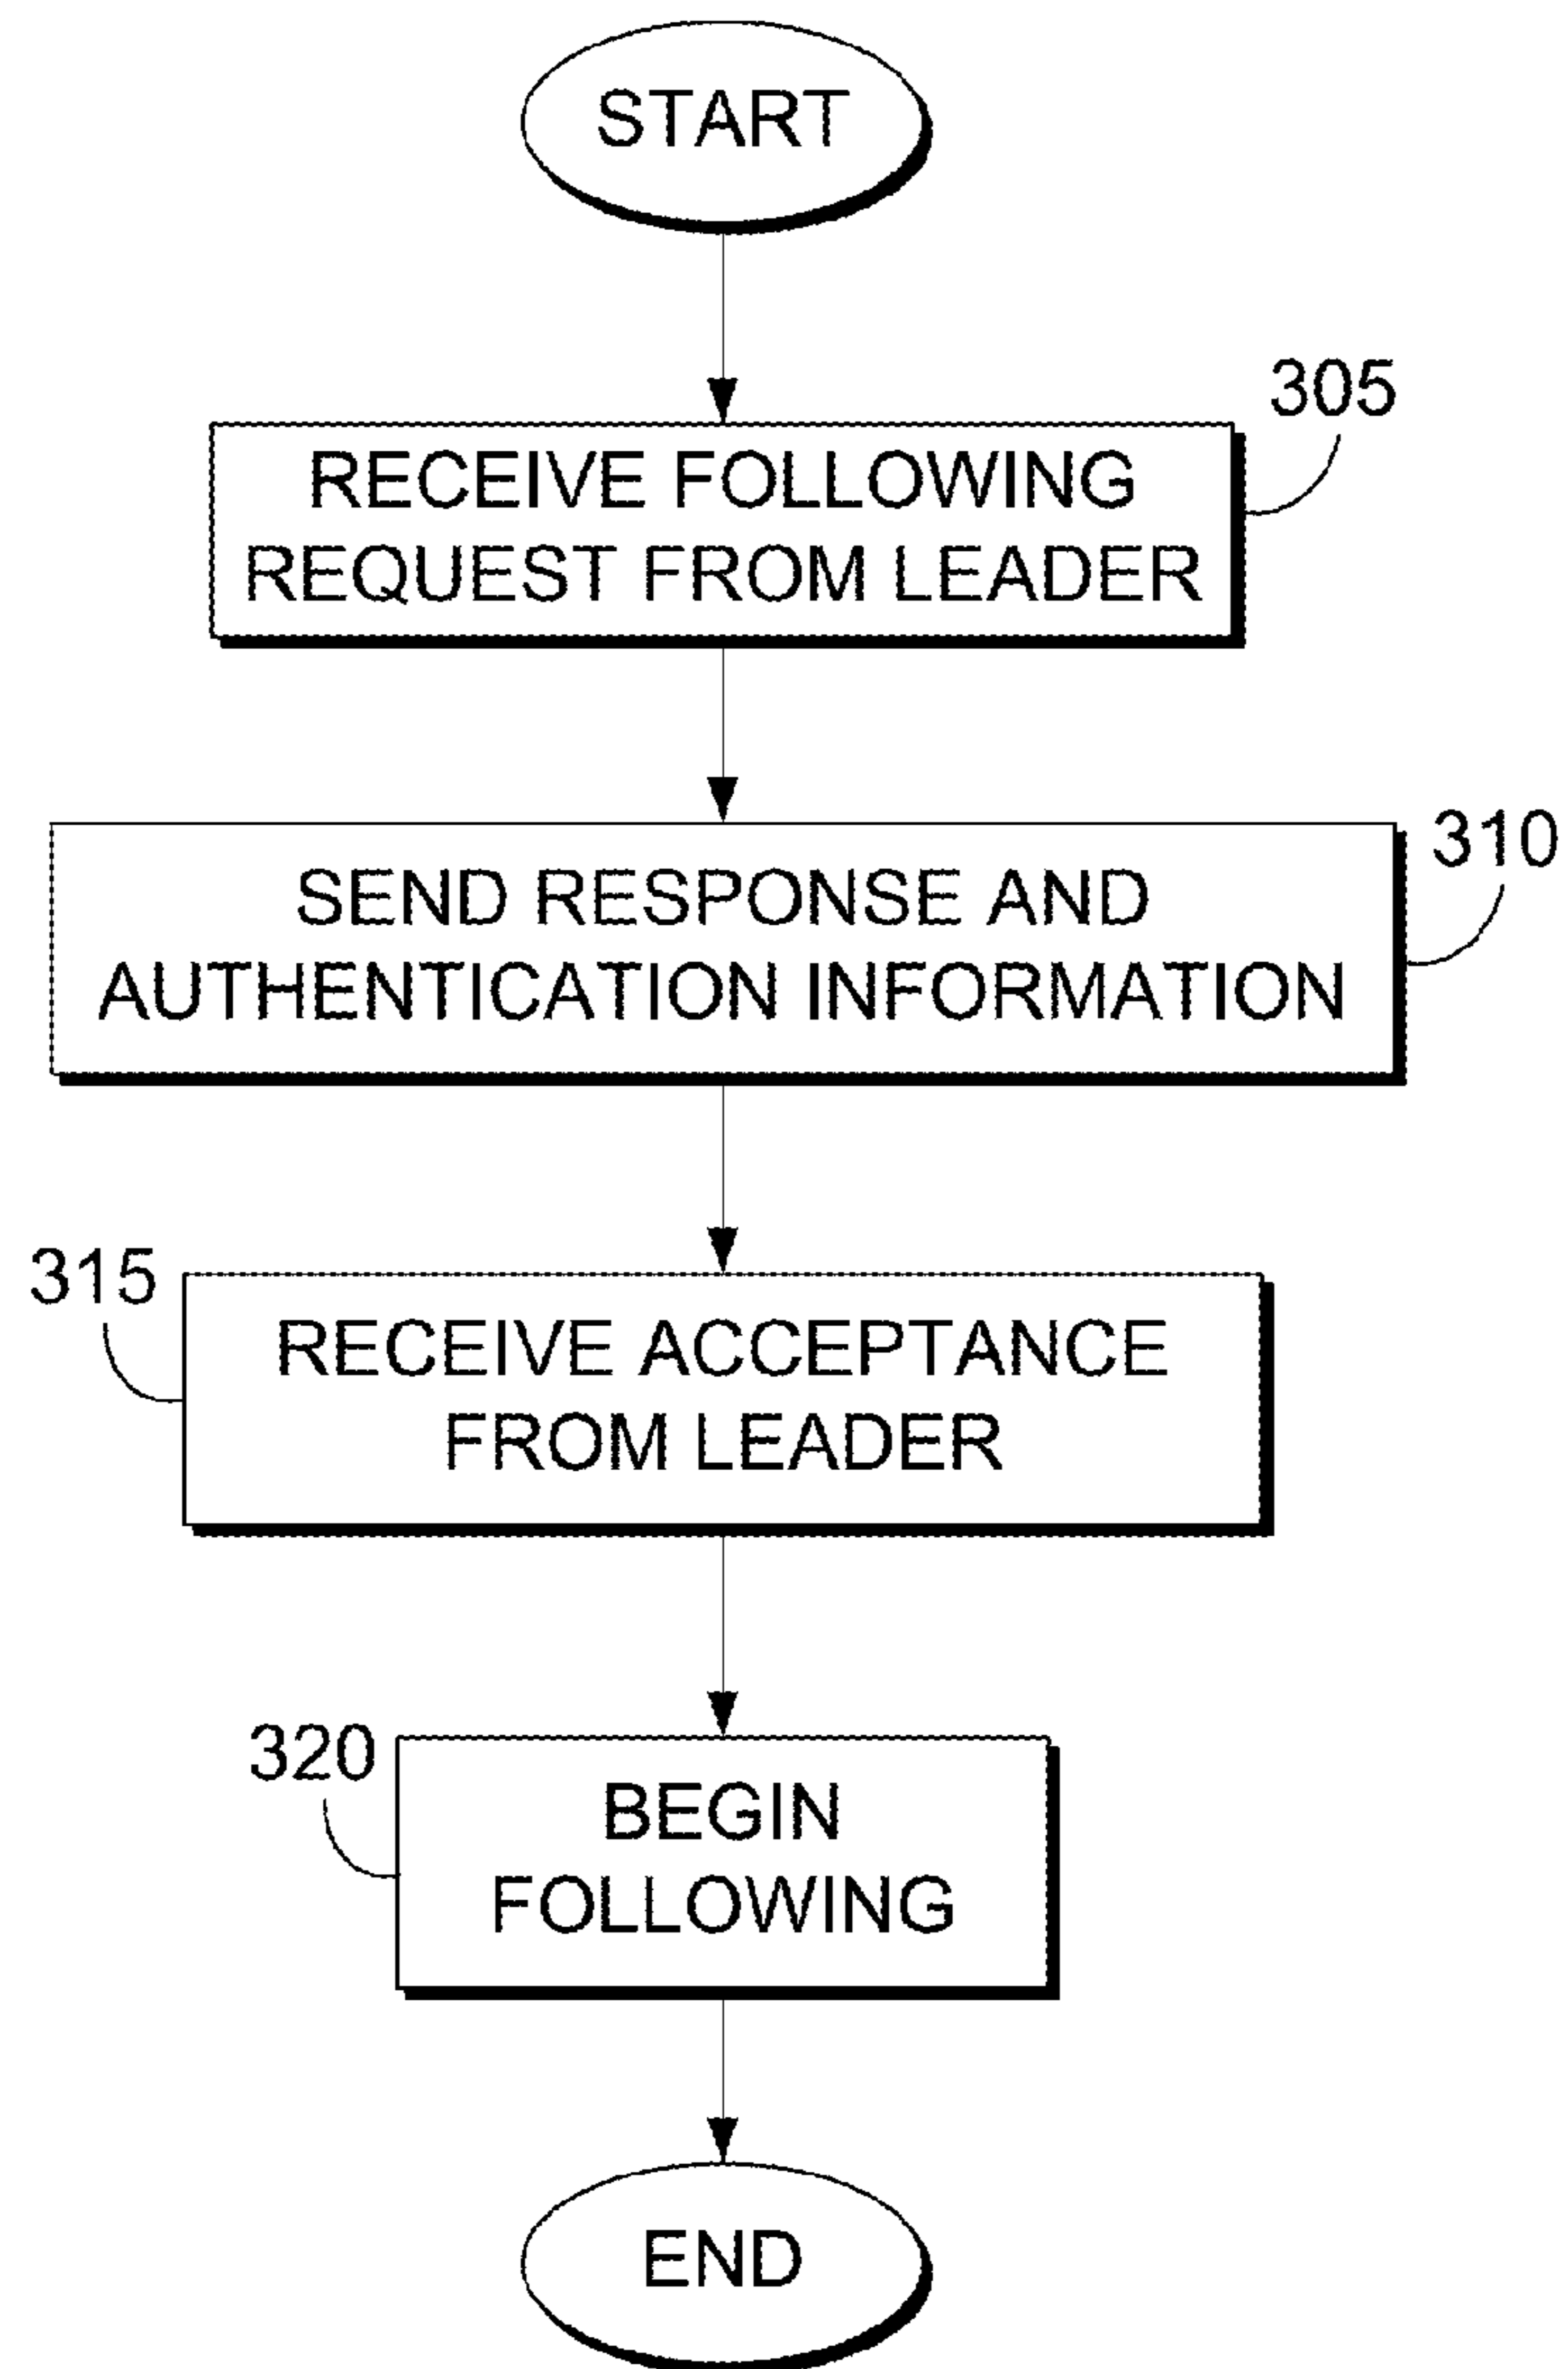 START
305
RECEIVE FOLLOWING
REQUEST FROM LEADER
310
SEND RESPONSE AND
AUTHENTICATION INFORMATION
315
RECEIVE ACCEPTANCE
FROM LEADER
320
BEGIN
FOLLOWING
END